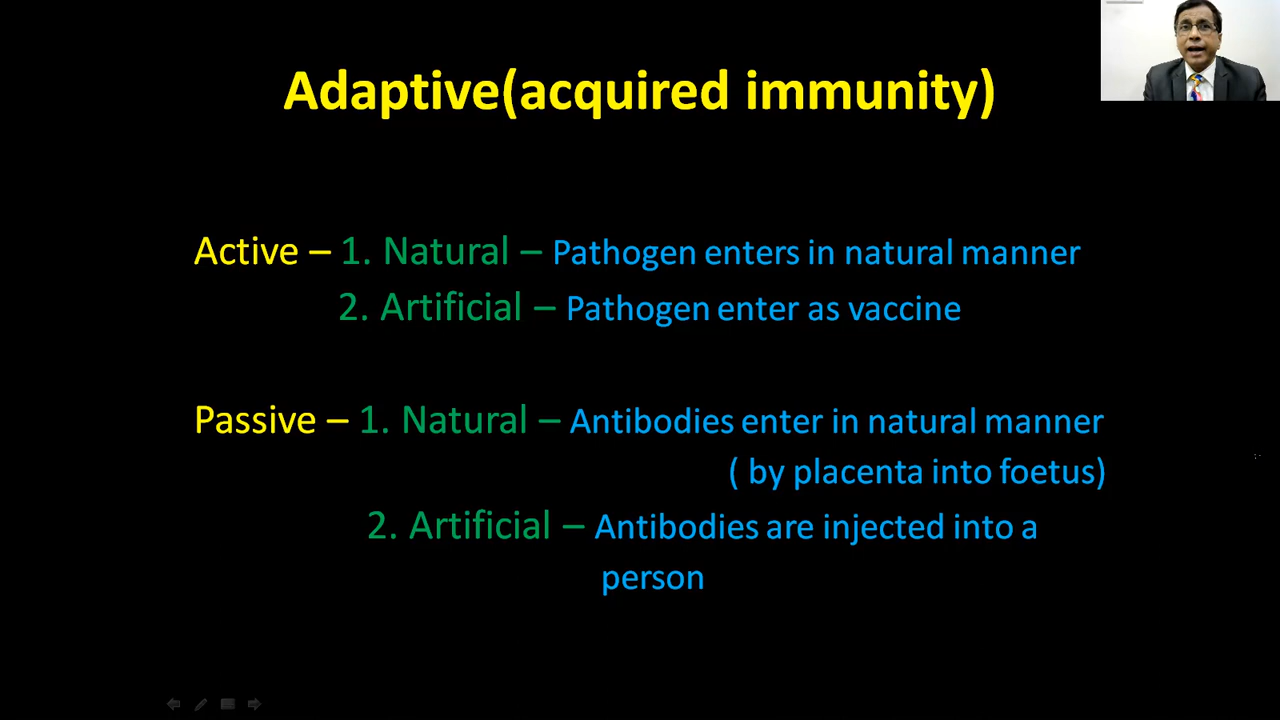 Adaptive(acquired immunity)
Active – 1. Natural – Pathogen enters in natural manner
2. Artificial – Pathogen enter as vaccine
Passive – 1. Natural – Antibodies enter in natural manner
( by placenta into foetus)
2. Artificial – Antibodies are injected into a
person